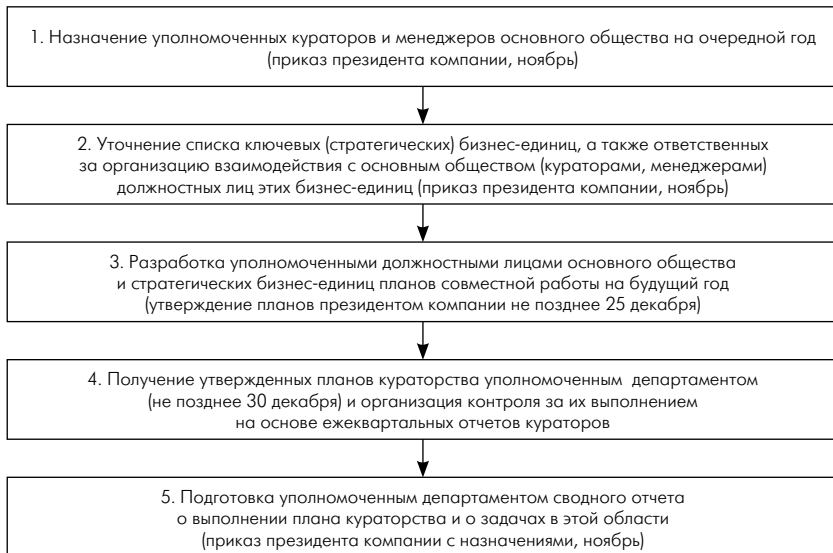 1. Назначение уполномоченных кураторов и менеджеров основного общества на очередной год
(приказ президента компании, ноябрь)
2. Уточнение списка ключевых (стратегических) бизнес-единиц, а также ответственных
за организацию взаимодействия с основным обществом (кураторами, менеджерами)
должностных лиц этих бизнес-единиц (приказ президента компании, ноябрь)
3. Разработка уполномоченными должностными лицами основного общества
и стратегических бизнес-единиц планов совместной работы на будущий год
(утверждение планов президентом компании не позднее 25 декабря)
4. Получение утвержденных планов кураторства уполномоченным департаментом
(не позднее 30 декабря) и организация контроля за их выполнением
на основе ежеквартальных отчетов кураторов
5. Подготовка уполномоченным департаментом сводного отчета
о выполнении плана кураторства и о задачах в этой области
(приказ президента компании с назначениями, ноябрь)